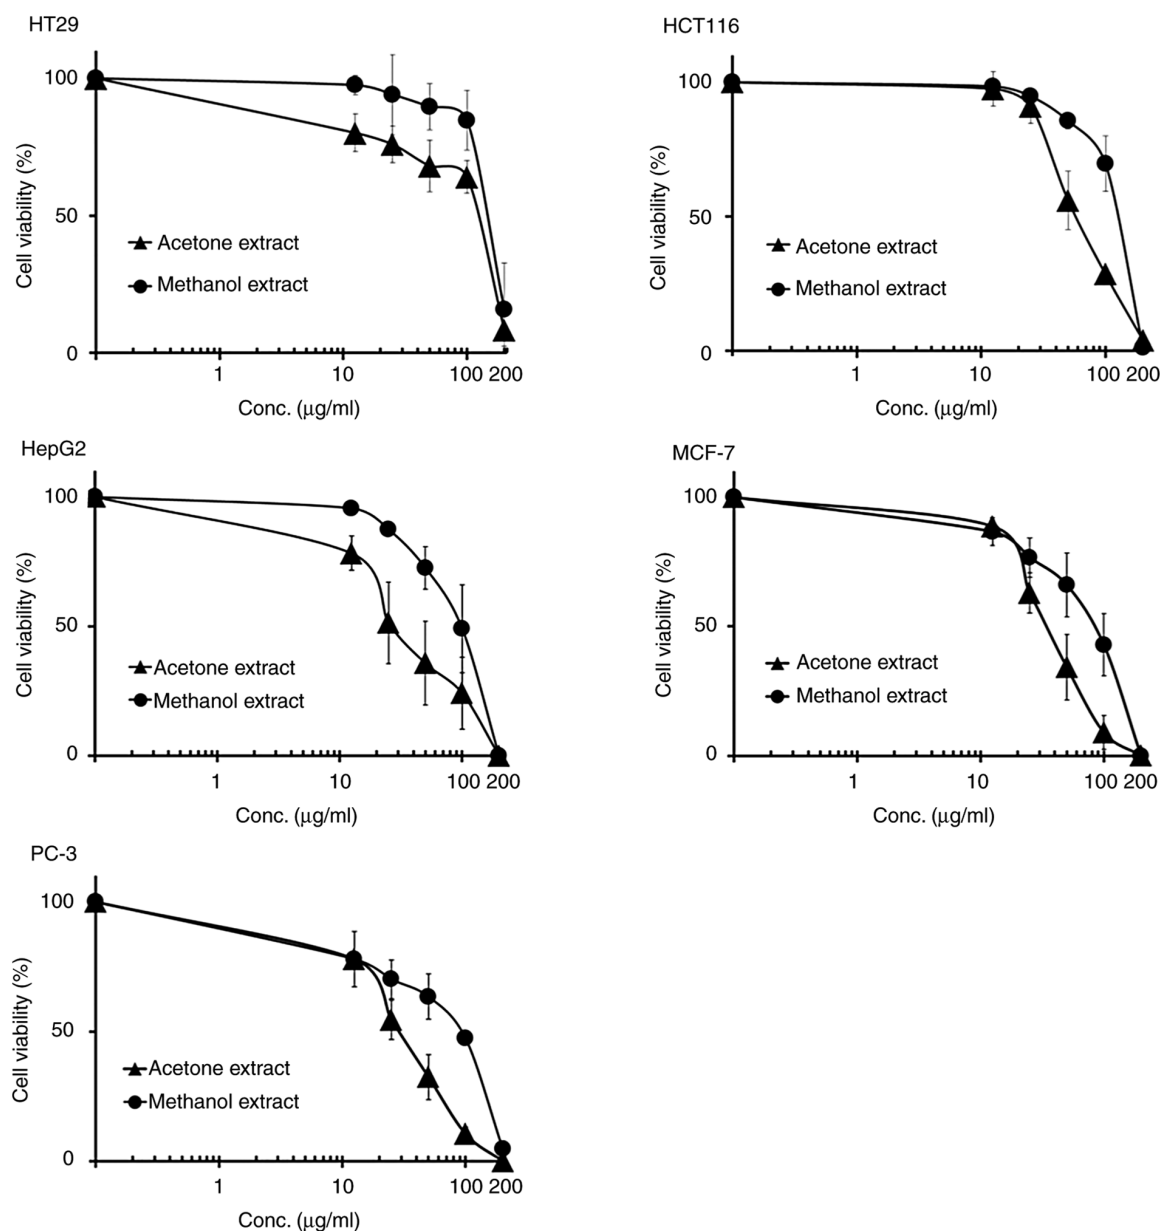 HT29
100
50
0
Cell viability (%)
Acetone extract
Methanol extract
1 10 100 200
Conc. (μg/ml)
HCT116
100
50
0
Cell viability (%)
Acetone extract
Methanol extract
1 10 100 200
Conc. (μg/ml)
HepG2
100
50
0
Cell viability (%)
Acetone extract
Methanol extract
1 10 100 200
Conc. (μg/ml)
MCF-7
100
50
0
Cell viability (%)
Acetone extract
Methanol extract
1 10 100 200
Conc. (μg/ml)
PC-3
100
50
0
Cell viability (%)
Acetone extract
Methanol extract
1 10 100 200
Conc. (μg/ml)